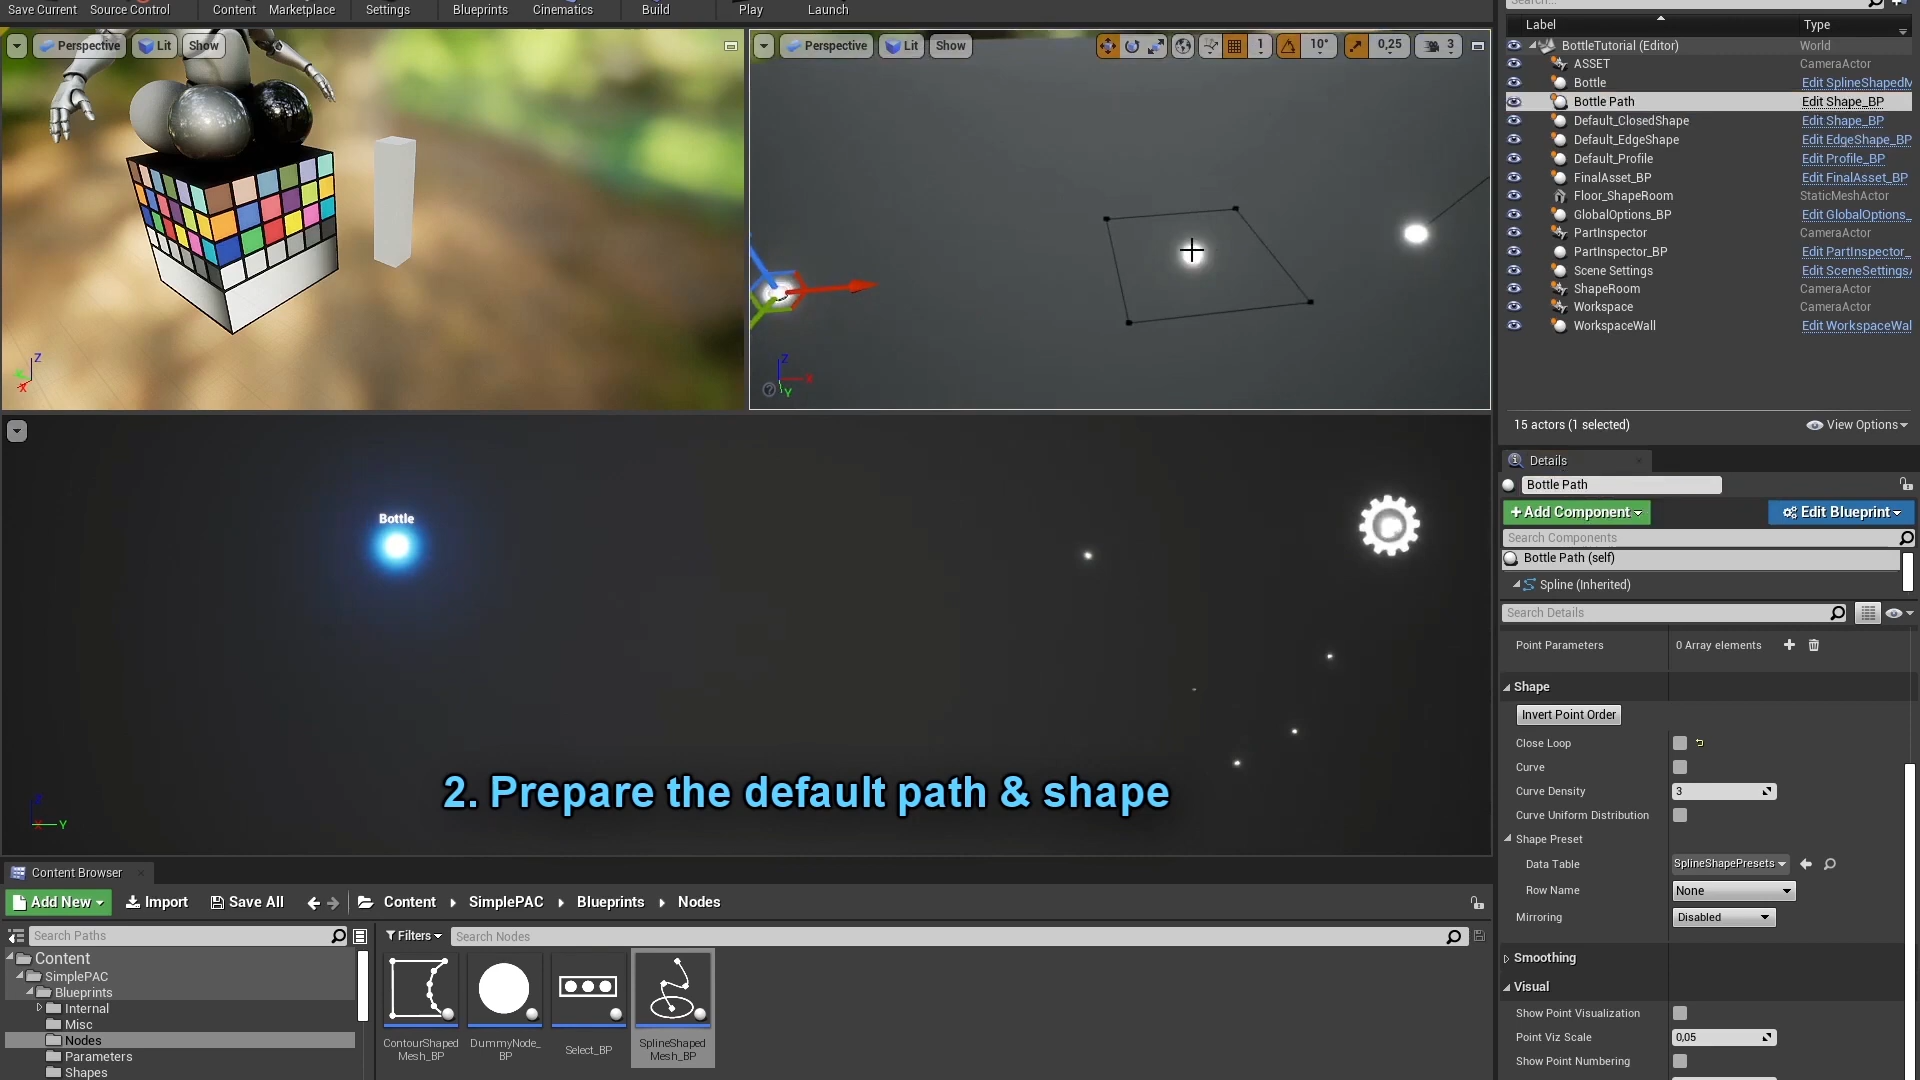 Save Current Source Control Content Marketplace Settings Blueprints Cinematics Build Play Launch
Perspective Lit Show
Perspective Lit Show 1 10° 0,25 3
Z
X
Z
X
Y
Bottle
Y
2. Prepare the default path & shape
Search...
Label Type
BottleTutorial (Editor) World
ASSET CameraActor
Bottle Edit SplineShapedM
Bottle Path Edit Shape_BP
Default_ClosedShape Edit Shape_BP
Default_EdgeShape Edit EdgeShape_BP
Default_Profile Edit Profile_BP
FinalAsset_BP Edit FinalAsset_BP
Floor_ShapeRoom StaticMeshActor
GlobalOptions_BP Edit GlobalOptions_
PartInspector CameraActor
PartInspector_BP Edit PartInspector_
Scene Settings Edit SceneSettings
ShapeRoom CameraActor
Workspace CameraActor
WorkspaceWall Edit WorkspaceWal
15 actors (1 selected) View Options
Details
Bottle Path
+Add Component Edit Blueprint
Search Components
Bottle Path (self)
Spline (Inherited)
Search Details
Point Parameters 0 Array elements
Shape
Invert Point Order
Close Loop
Curve
Curve Density 3
Curve Uniform Distribution
Shape Preset
Data Table SplineShapePresets
Row Name None
Mirroring Disabled
Smoothing
Visual
Show Point Visualization
Point Viz Scale 0,05
Show Point Numbering
Content Browser
Add New Import Save All Content SimplePAC Blueprints Nodes
Search Paths
Filters Search Nodes
Content
SimplePAC
Blueprints
Internal
Misc
Nodes
Parameters
Shapes
ContourShaped
Mesh_BP
DummyNode_
BP
Select_BP
SplineShaped
Mesh_BP